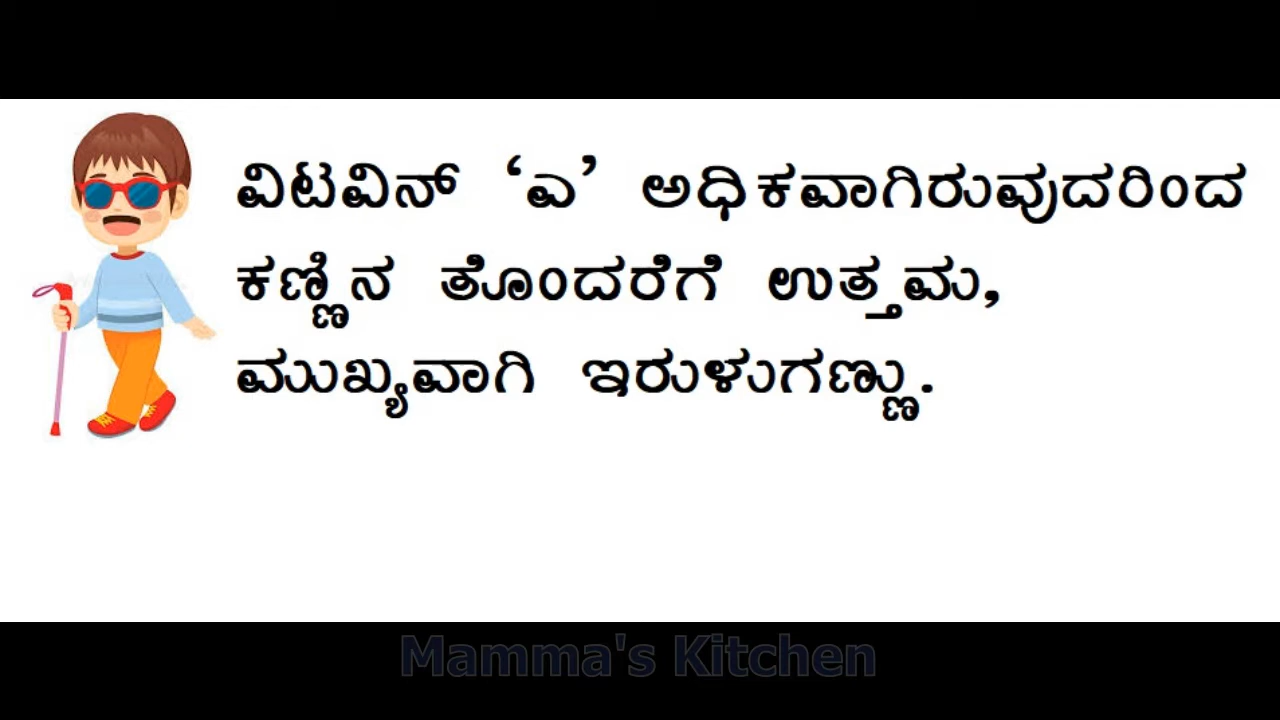 ವಿಟವಿನ್ ‘ಎ’ ಅಧಿಕವಾಗಿರುವುದರಿಂದ
ಕಣ್ಣಿನ ತೊಂದರೆಗೆ ಉತ್ತಮ,
ಮುಖ್ಯವಾಗಿ ಇರುಳುಗಣ್ಣು.
Mamma's Kitchen